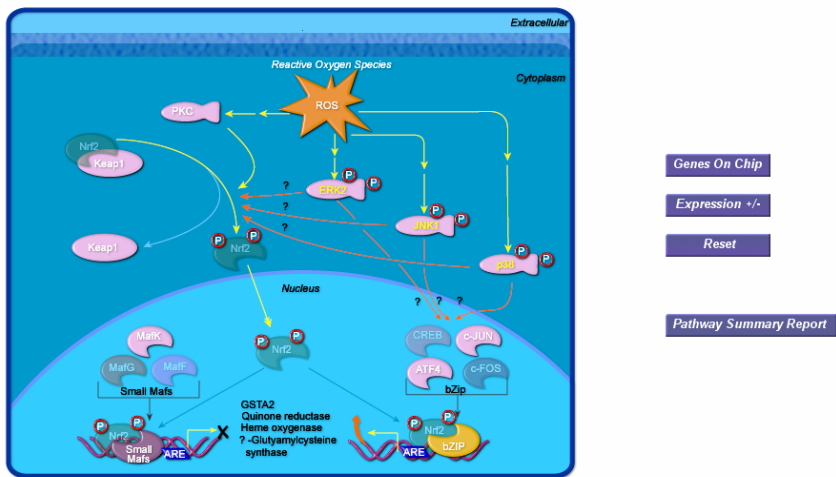 Extracellular
Reactive Oxygen Species
Cytoplasm
ROS
PKC
Nrf2
Keap1
P
P
ERK2
?
P
P
JNK1
?
?
Keap1
P
P
Nrf2
P
P
p38
Nucleus
? ? ?
P
P
Nrf2
MafK
MafG
MafF
Small Mafs
CREB
c-JUN
ATF4
c-FOS
bZip
P
P
Nrf2
Small
Mafs
ARE
X
GSTA2
Quinone reductase
Heme oxygenase
? -Glutyamylcysteine
synthase
P
P
Nrf2
bZIP
ARE
Genes On Chip
Expression +/-
Reset
Pathway Summary Report